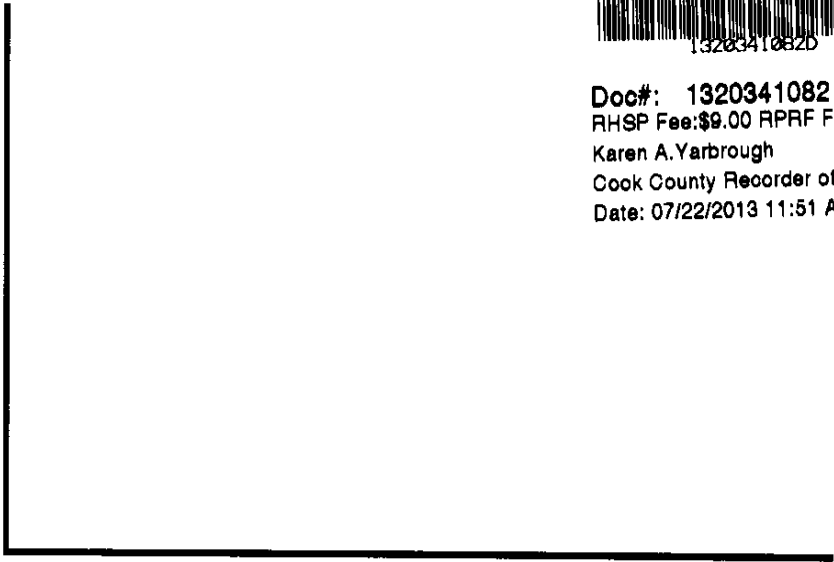 1320341082D
Doc#: 1320341082
RHSP Fee:$9.00 RPRF F
Karen A.Yarbrough
Cook County Recorder of
Date: 07/22/2013 11:51 A